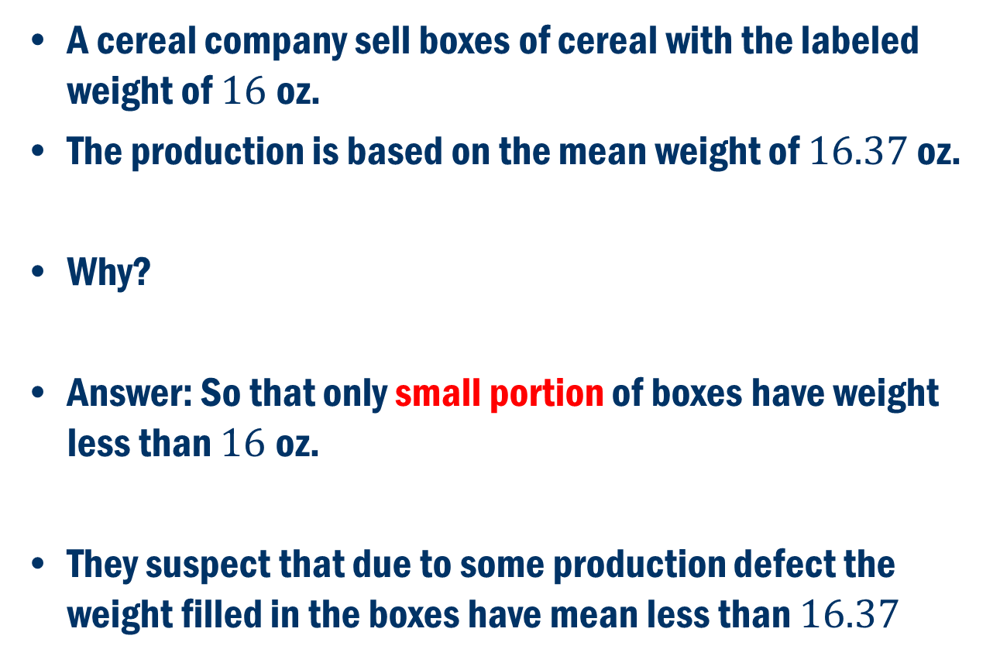 • A cereal company sell boxes of cereal with the labeled
weight of 16 oz.
• The production is based on the mean weight of 16.37 oz.
• Why?
• Answer: So that only small portion of boxes have weight
less than 16 oz.
• They suspect that due to some production defect the
weight filled in the boxes have mean less than 16.37